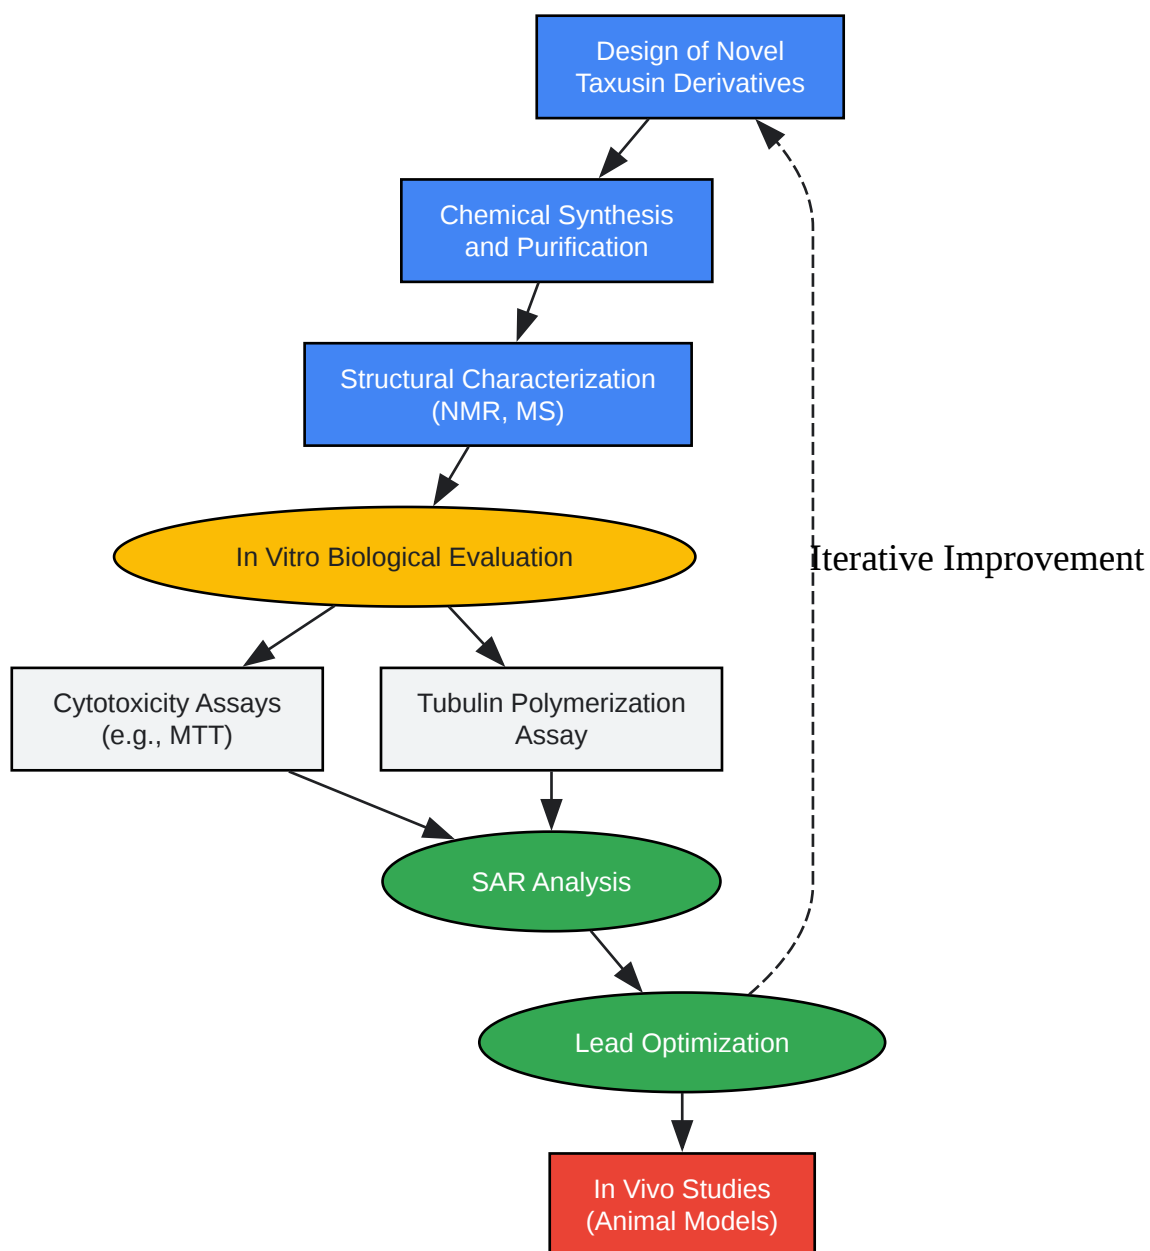 Design of Novel
Taxusin Derivatives
Chemical Synthesis
and Purification
Structural Characterization
(NMR, MS)
In Vitro Biological Evaluation
Iterative Improvement
Cytotoxicity Assays
(e.g., MTT)
Tubulin Polymerization
Assay
SAR Analysis
Lead Optimization
In Vivo Studies
(Animal Models)